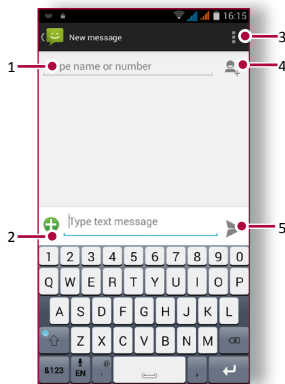 16:15
New message
3
1
pe name or number
4
Type text message
2
5
1 2 3 4 5 6 7 8 9 0
Q W E R T Y U I O P
A S D F G H J K L
Z X C V B N M
&123 EN @ . ,